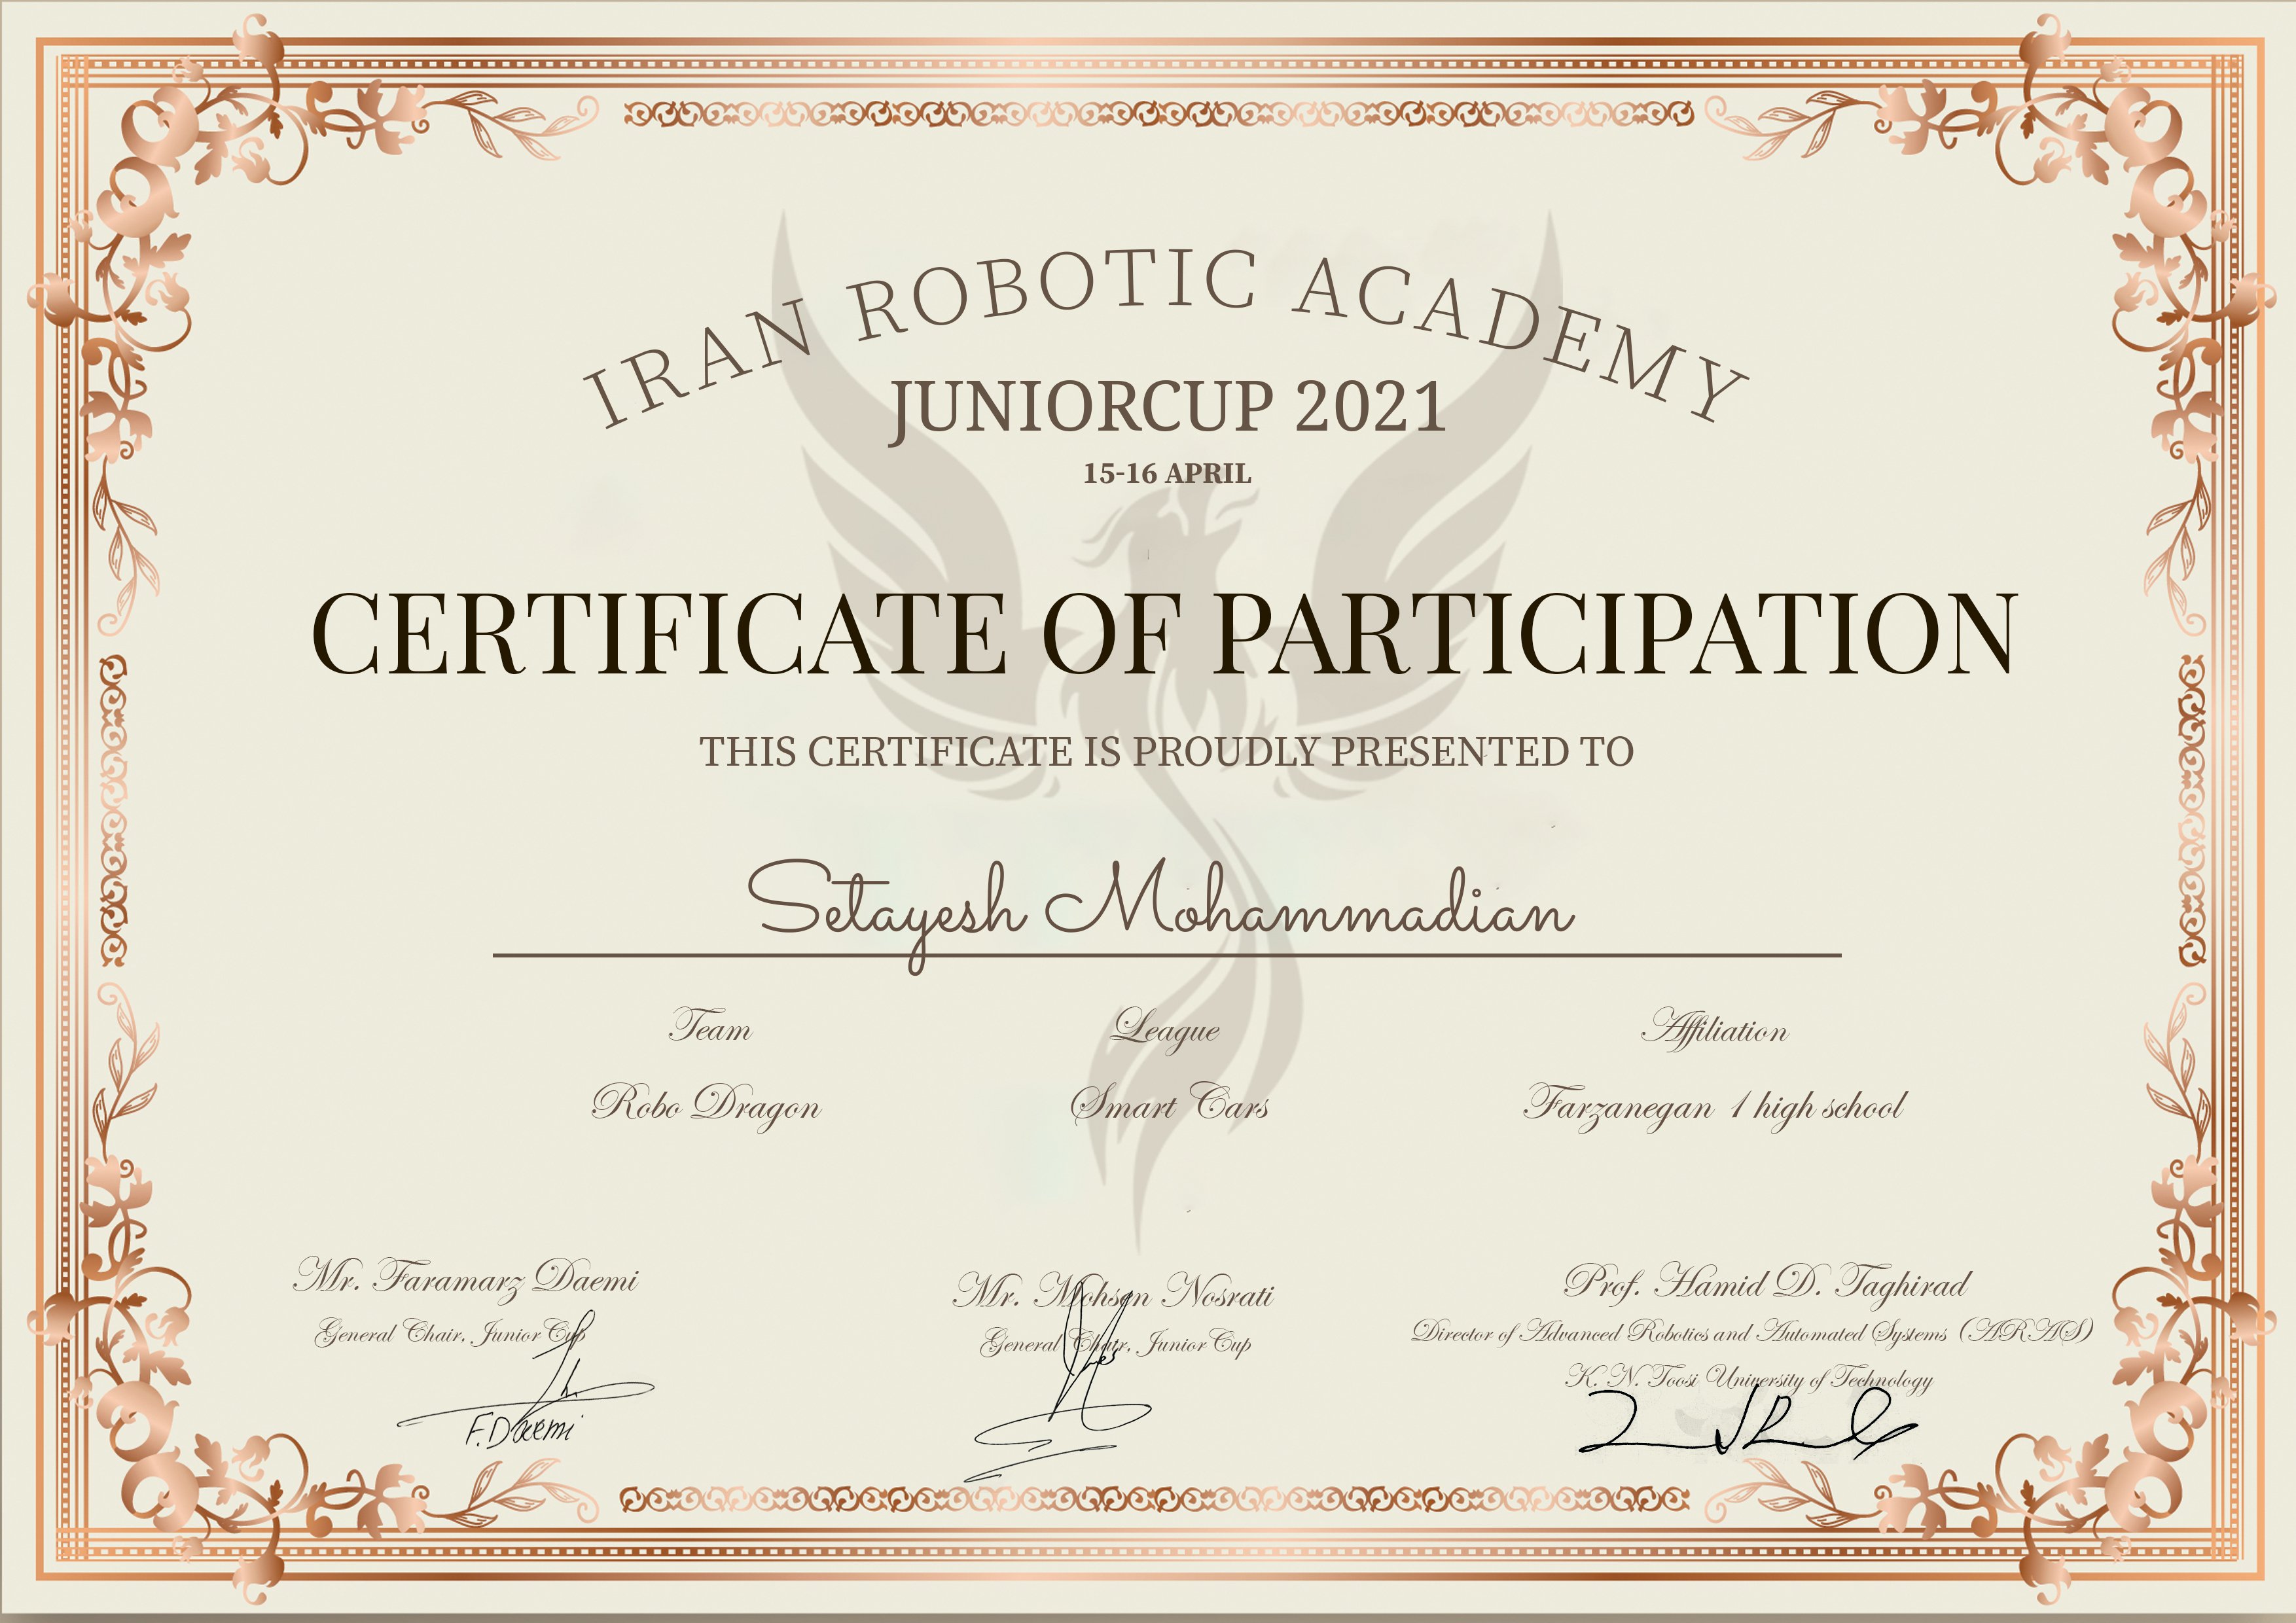 IRAN ROBOTIC ACADEMY
JUNIORCUP 2021
15-16 APRIL
CERTIFICATE OF PARTICIPATION
THIS CERTIFICATE IS PROUDLY PRESENTED TO
Setayesh Mohammadian
Team League Affiliation
Robo Dragon Smart Cars Farzanegan 1 high school
Mr. Faramarz Daemi
General Chair, Junior Cup
F. Daemi
Mr. Mohsen Nosrati
General Chair, Junior Cup
Prof. Hamid D. Taghirad
Director of Advanced Robotics and Automated Systems (ARAS)
K. N. Toosi University of Technology